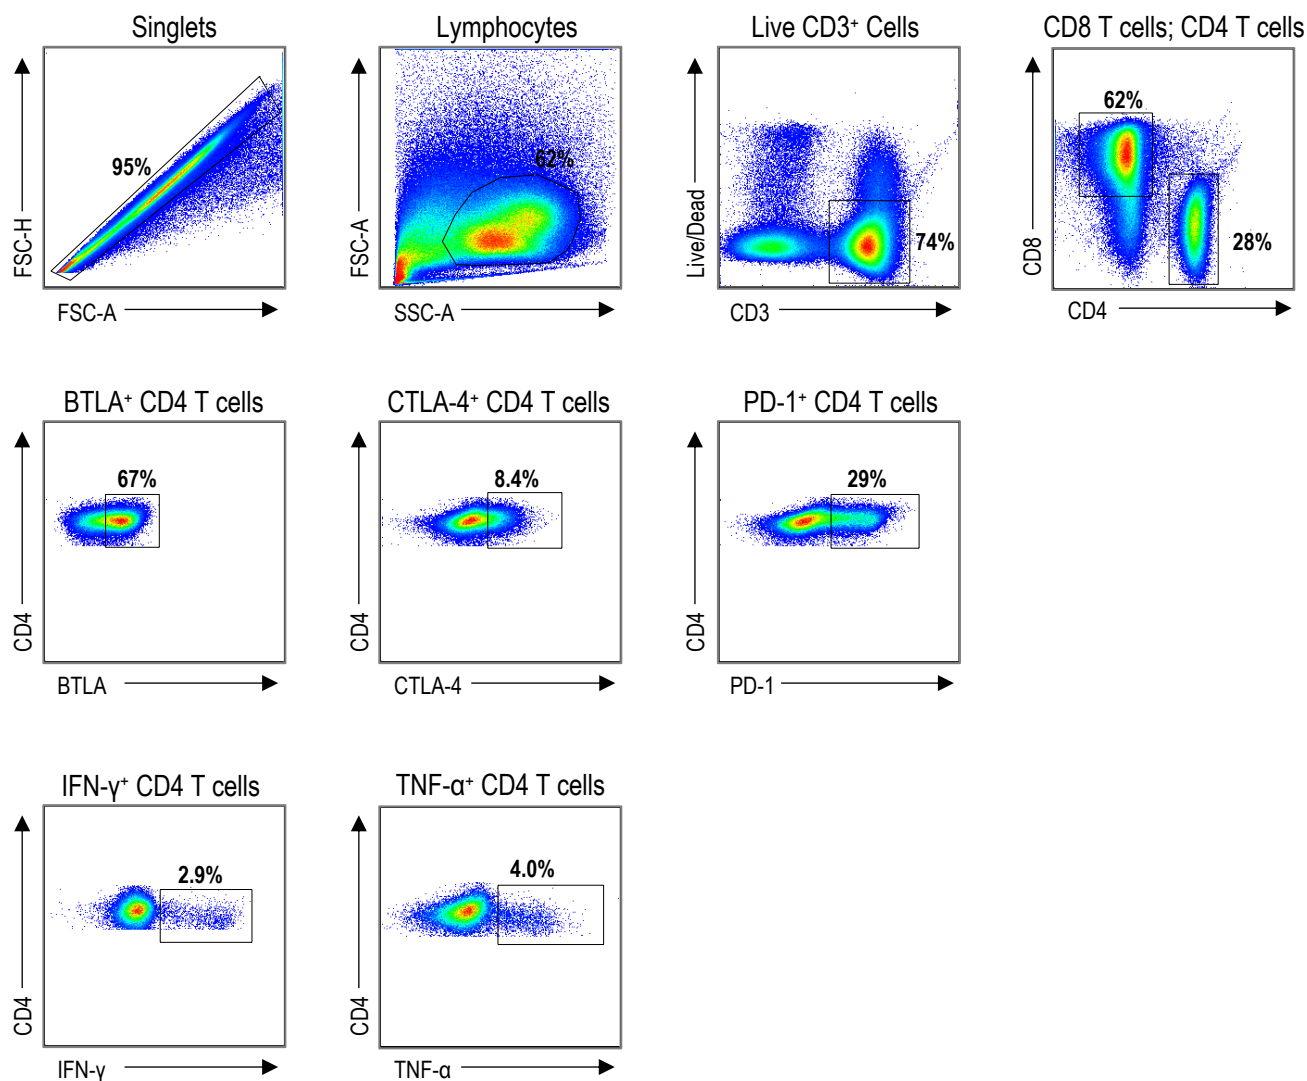 Singlets
Lymphocytes
Live CD3⁺ Cells
CD8 T cells; CD4 T cells
95%
FSC-H
FSC-A
62%
FSC-A
SSC-A
74%
Live/Dead
CD3
62%
28%
CD8
CD4
BTLA⁺ CD4 T cells
CTLA-4⁺ CD4 T cells
PD-1⁺ CD4 T cells
67%
CD4
BTLA
8.4%
CD4
CTLA-4
29%
CD4
PD-1
IFN-γ⁺ CD4 T cells
TNF-α⁺ CD4 T cells
2.9%
CD4
IFN-γ
4.0%
CD4
TNF-α